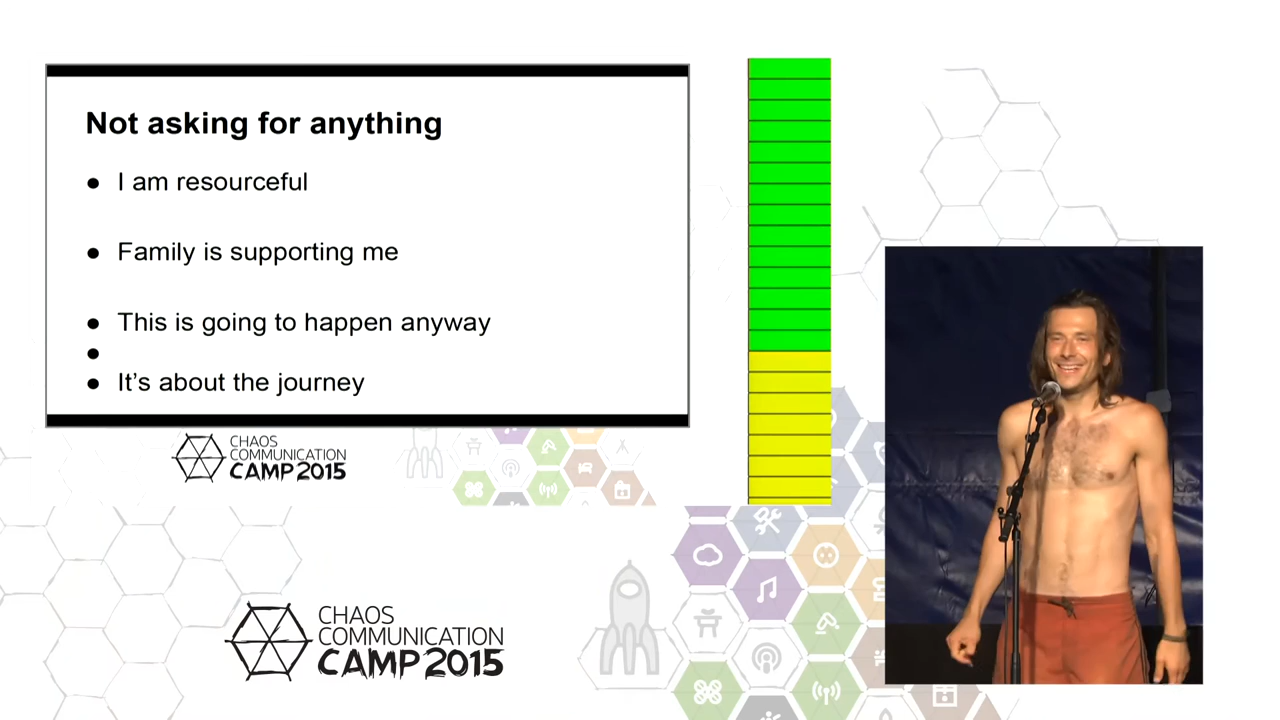 Not asking for anything
● I am resourceful
● Family is supporting me
● This is going to happen anyway
●
● It’s about the journey
CHAOS
COMMUNICATION
CAMP 2015
CHAOS
COMMUNICATION
CAMP 2015